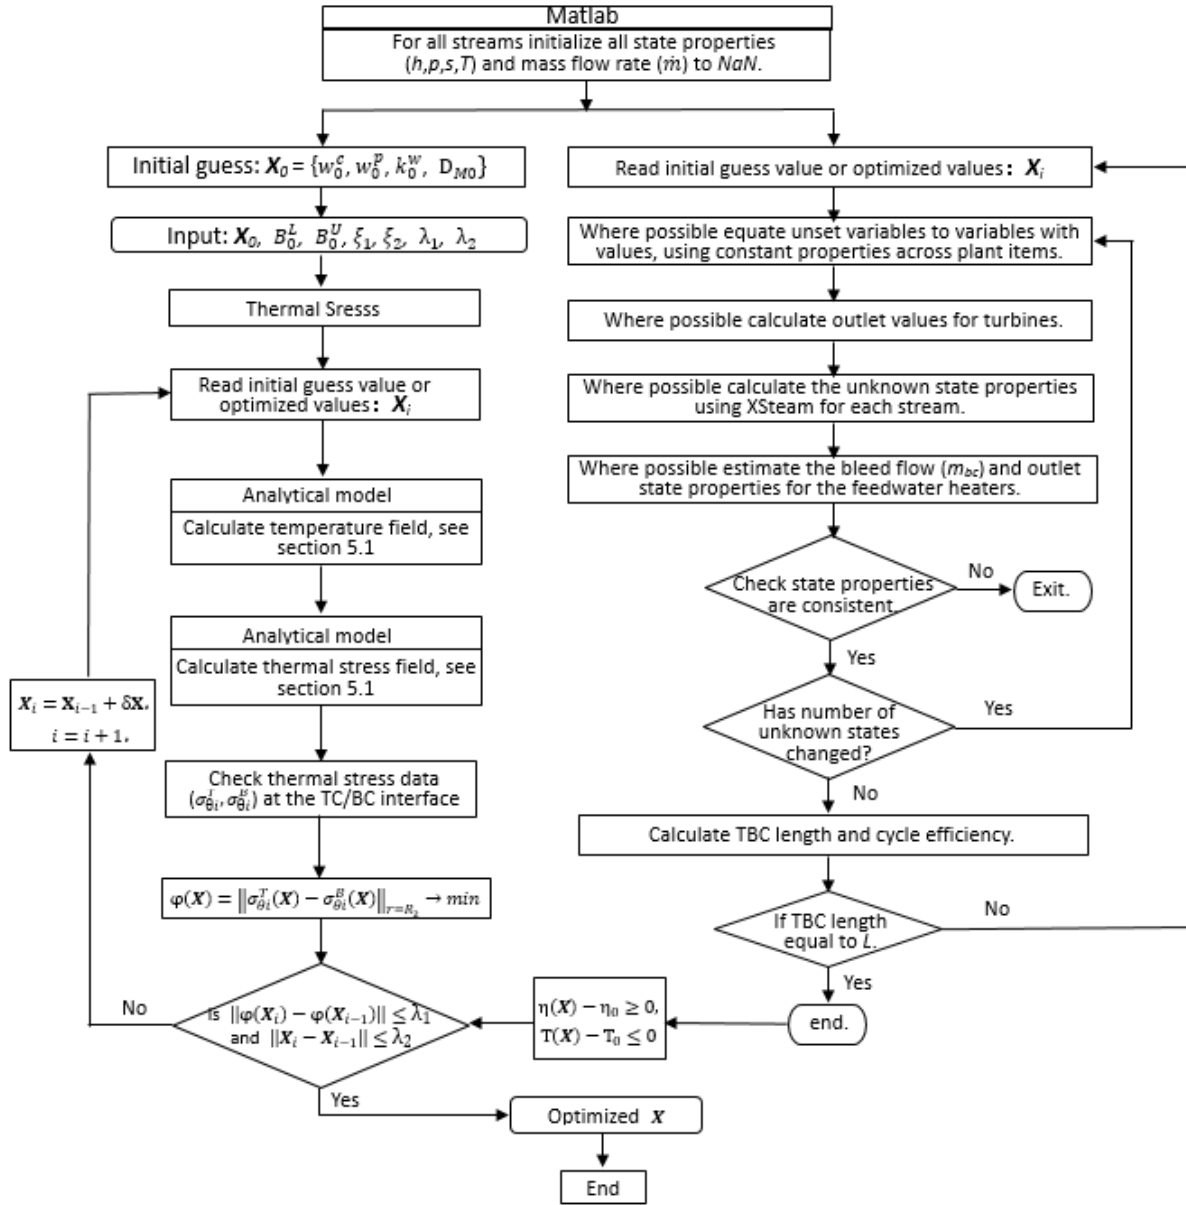 Matlab
For all streams initialize all state properties
(h,p,s,T) and mass flow rate (ṁ) to NaN.
Initial guess: X₀ = {w₀ᶜ, w₀ᵖ, k₀ʷ, D_M0}
Input: X₀, B₀ᴸ, B₀ᵁ, ξ₁, ξ₂, λ₁, λ₂
Thermal Sresss
Read initial guess value or
optimized values: Xᵢ
Analytical model
Calculate temperature field, see
section 5.1
Analytical model
Calculate thermal stress field, see
section 5.1
Xᵢ = Xᵢ₋₁ + δX.
i = i + 1.
Check thermal stress data
(σ_θi^T, σ_θi^B) at the TC/BC interface
φ(X) = ‖σ_θi^T(X) − σ_θi^B(X)‖_r=R₂ → min
No
Is ||φ(Xᵢ) − φ(Xᵢ₋₁)|| ≤ λ₁
and ||Xᵢ − Xᵢ₋₁|| ≤ λ₂
Yes
Optimized X
End
Read initial guess value or optimized values: Xᵢ
Where possible equate unset variables to variables with
values, using constant properties across plant items.
Where possible calculate outlet values for turbines.
Where possible calculate the unknown state properties
using XSteam for each stream.
Where possible estimate the bleed flow (m_bc) and outlet
state properties for the feedwater heaters.
Check state properties
are consistent.
No
Exit.
Yes
Has number of
unknown states
changed?
Yes
No
Calculate TBC length and cycle efficiency.
If TBC length
equal to L.
No
Yes
end.
η(X) − η₀ ≥ 0,
T(X) − T₀ ≤ 0